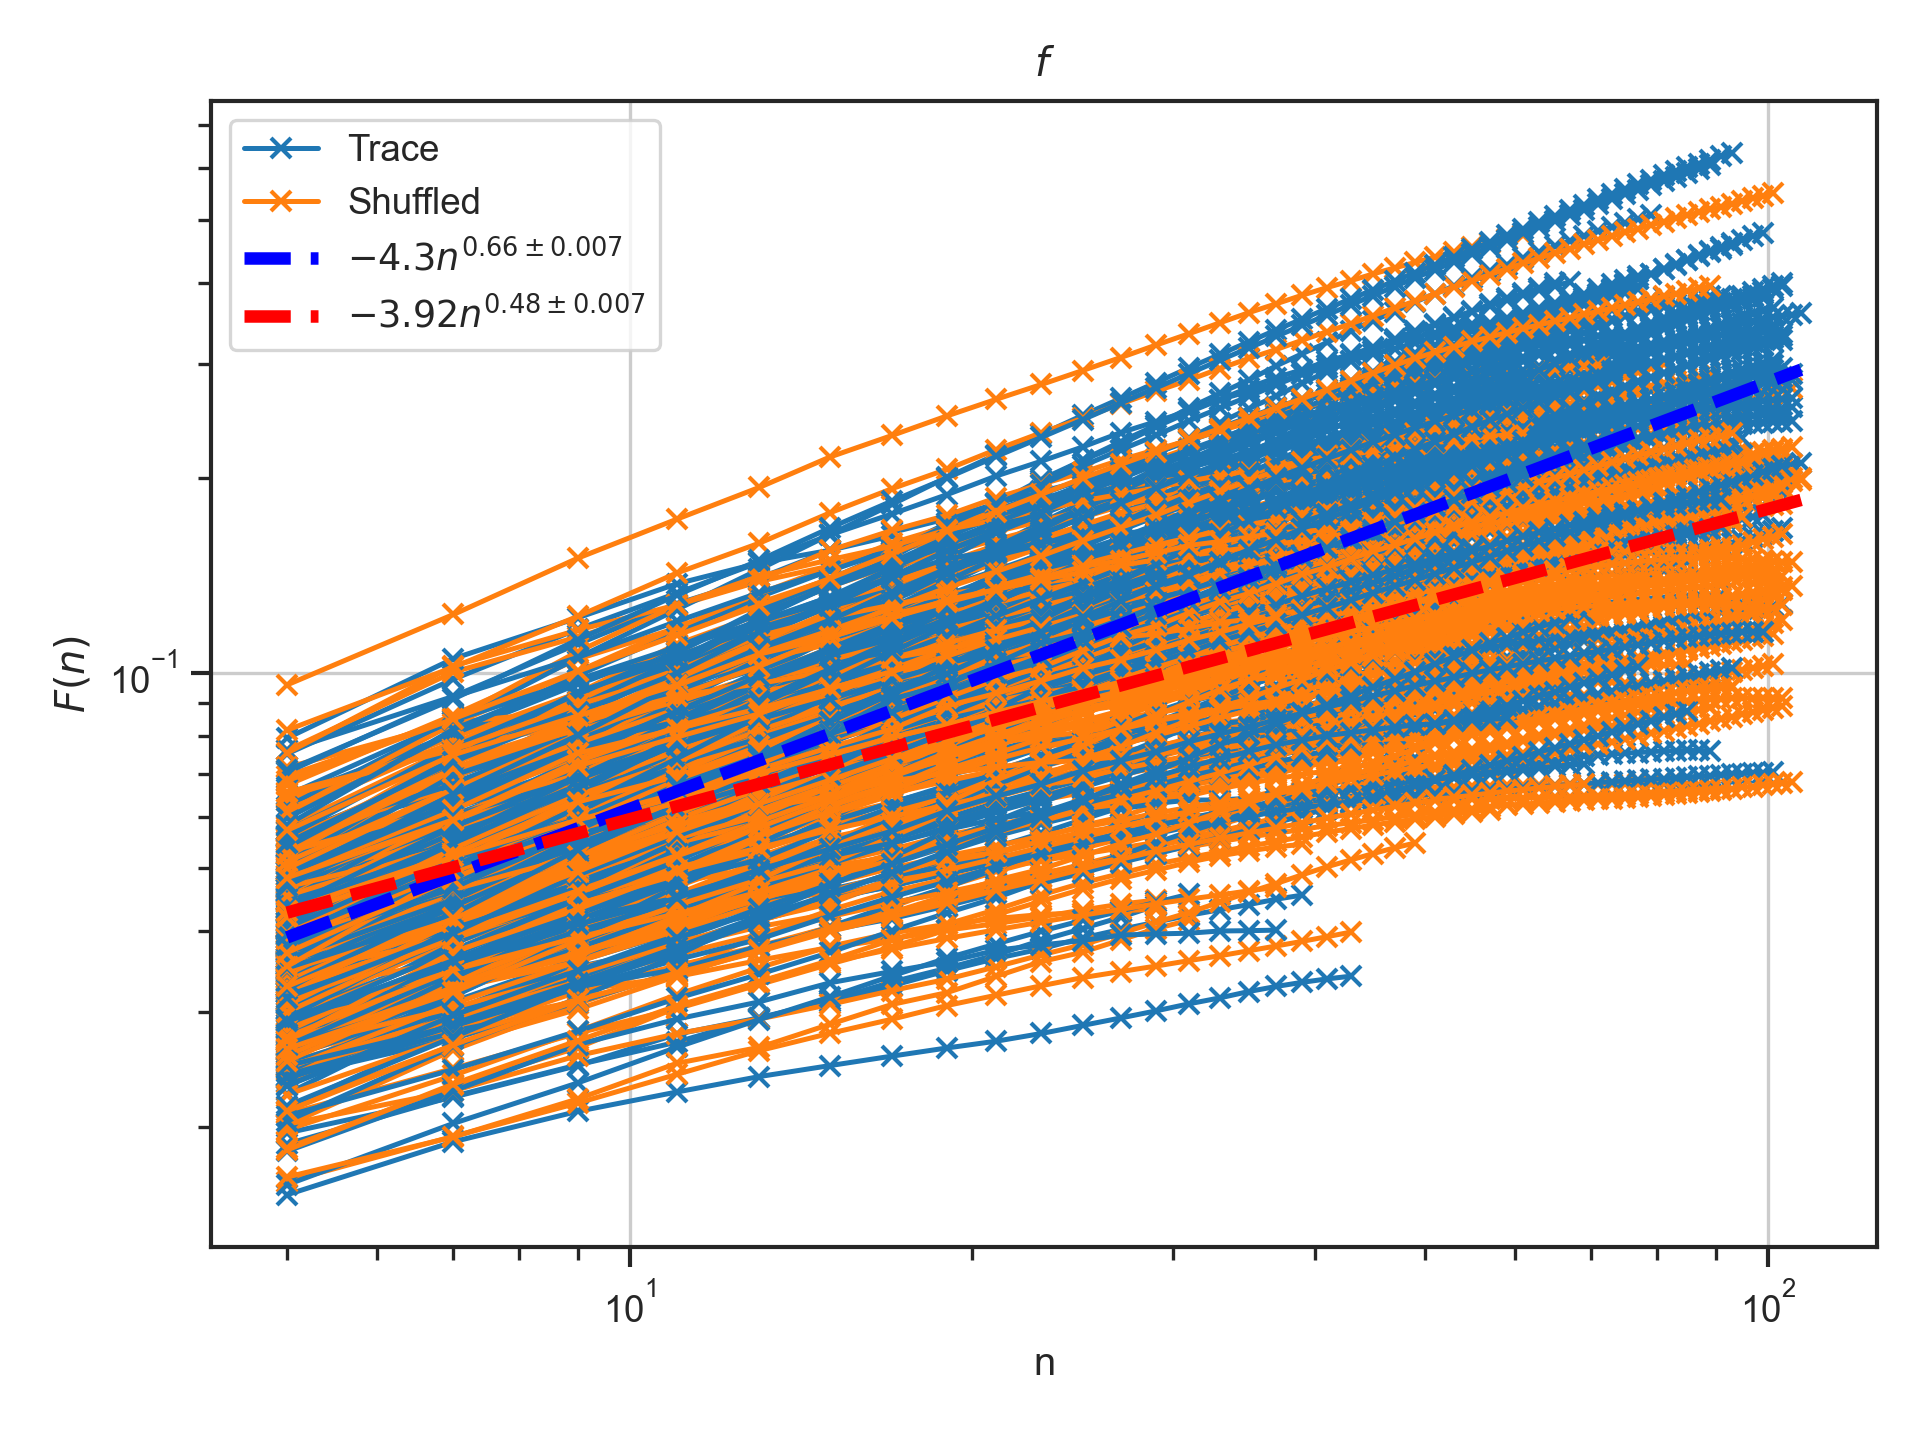 f
Trace
Shuffled
−4.3n^0.66 ± 0.007
−3.92n^0.48 ± 0.007
F(n)
10^−1
10^1
10^2
n